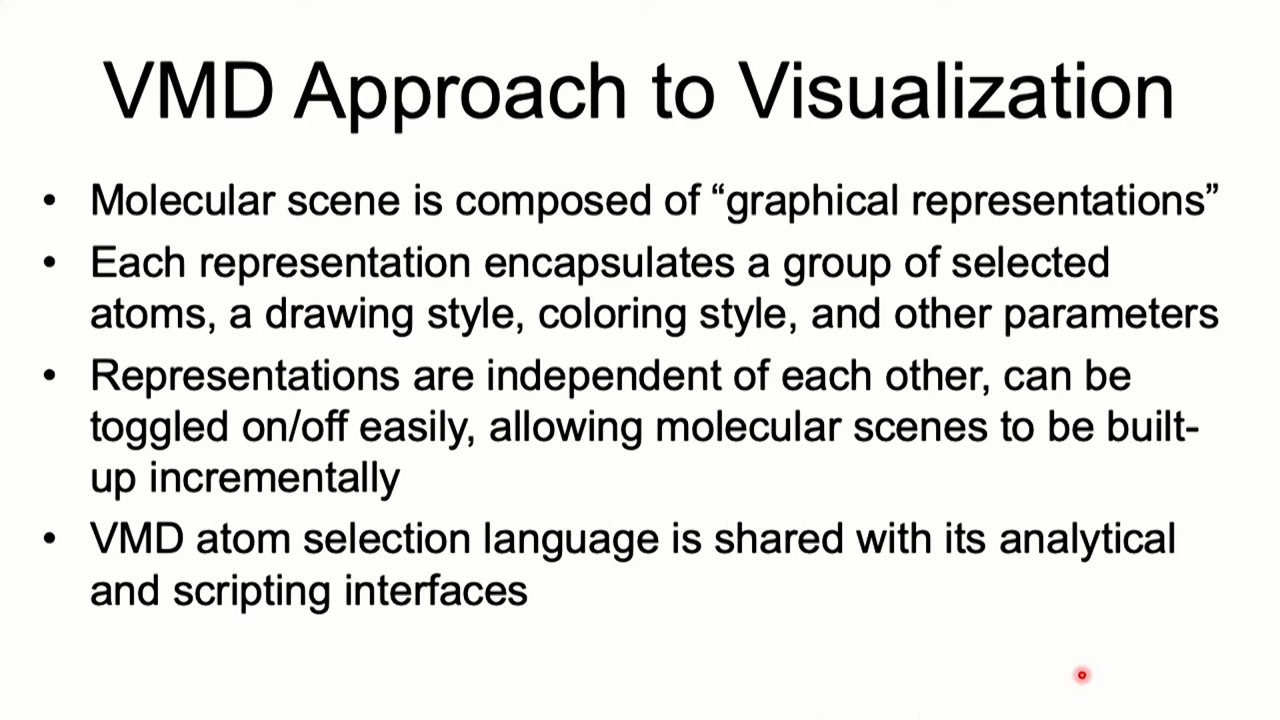 VMD Approach to Visualization
• Molecular scene is composed of “graphical representations”
• Each representation encapsulates a group of selected
atoms, a drawing style, coloring style, and other parameters
• Representations are independent of each other, can be
toggled on/off easily, allowing molecular scenes to be built-
up incrementally
• VMD atom selection language is shared with its analytical
and scripting interfaces